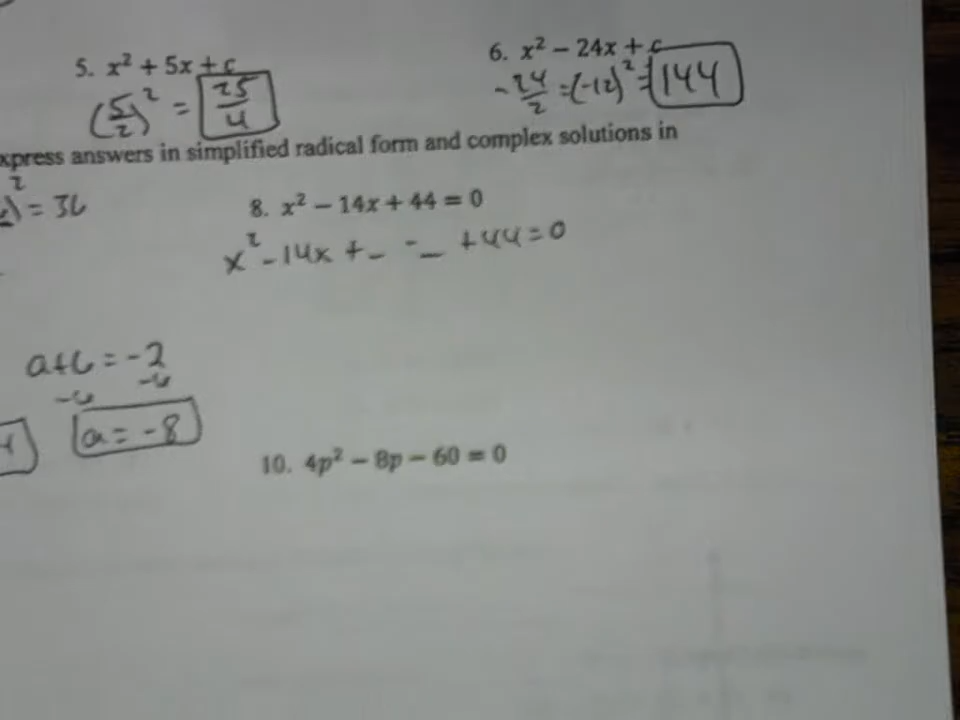 5. x² + 5x + c
(5/2)² = 25/4
6. x² − 24x + c
-24/2 = (-12)² = 144
xpress answers in simplified radical form and complex solutions in
)² = 36
8. x² − 14x + 44 = 0
x² - 14x + _ - _ + 44 = 0
a+6 = -2
-6 -6
a = -8
10. 4p² − 8p − 60 = 0